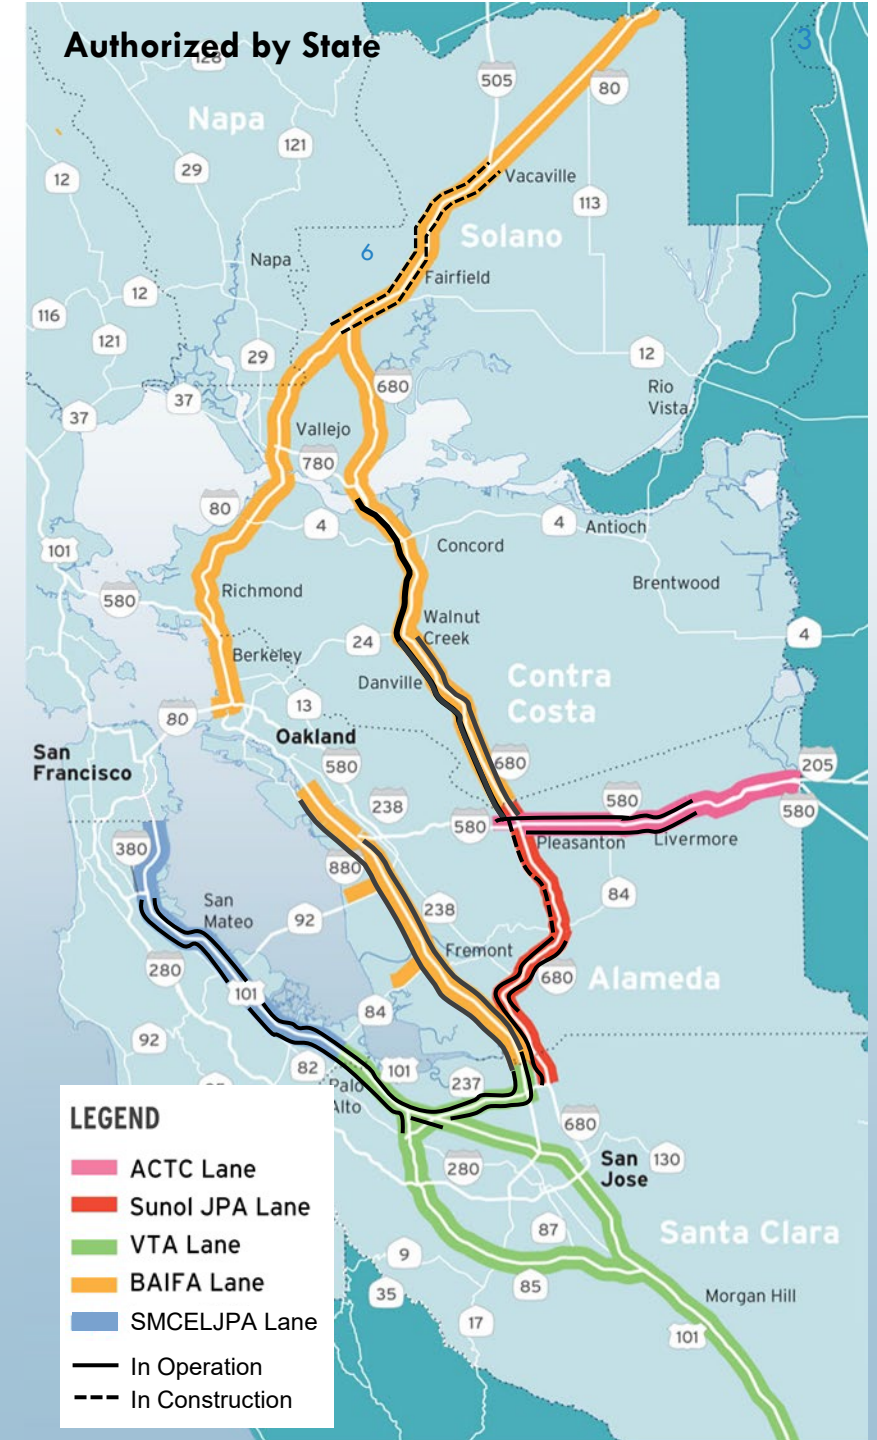 Authorized by State
128
3
505
80
Napa
121
29
12
Vacaville
113
Solano
6
Napa
Fairfield
12
116
121
29
12
680
Rio
Vista
37
37
Vallejo
780
80
4
4
Antioch
101
Concord
Richmond
Brentwood
580
Walnut
Creek
24
4
Berkeley
Danville
Contra
Costa
13
80
Oakland
San
Francisco
580
680
205
580
238
580
580
Pleasanton
Livermore
380
880
84
San
Mateo
92
238
Fremont
280
680
Alameda
101
84
92
82
Palo
Alto
101
237
680
280
San
Jose
130
87
Santa Clara
9
85
35
Morgan Hill
17
101
LEGEND
ACTC Lane
Sunol JPA Lane
VTA Lane
BAIFA Lane
SMCELJPA Lane
In Operation
In Construction